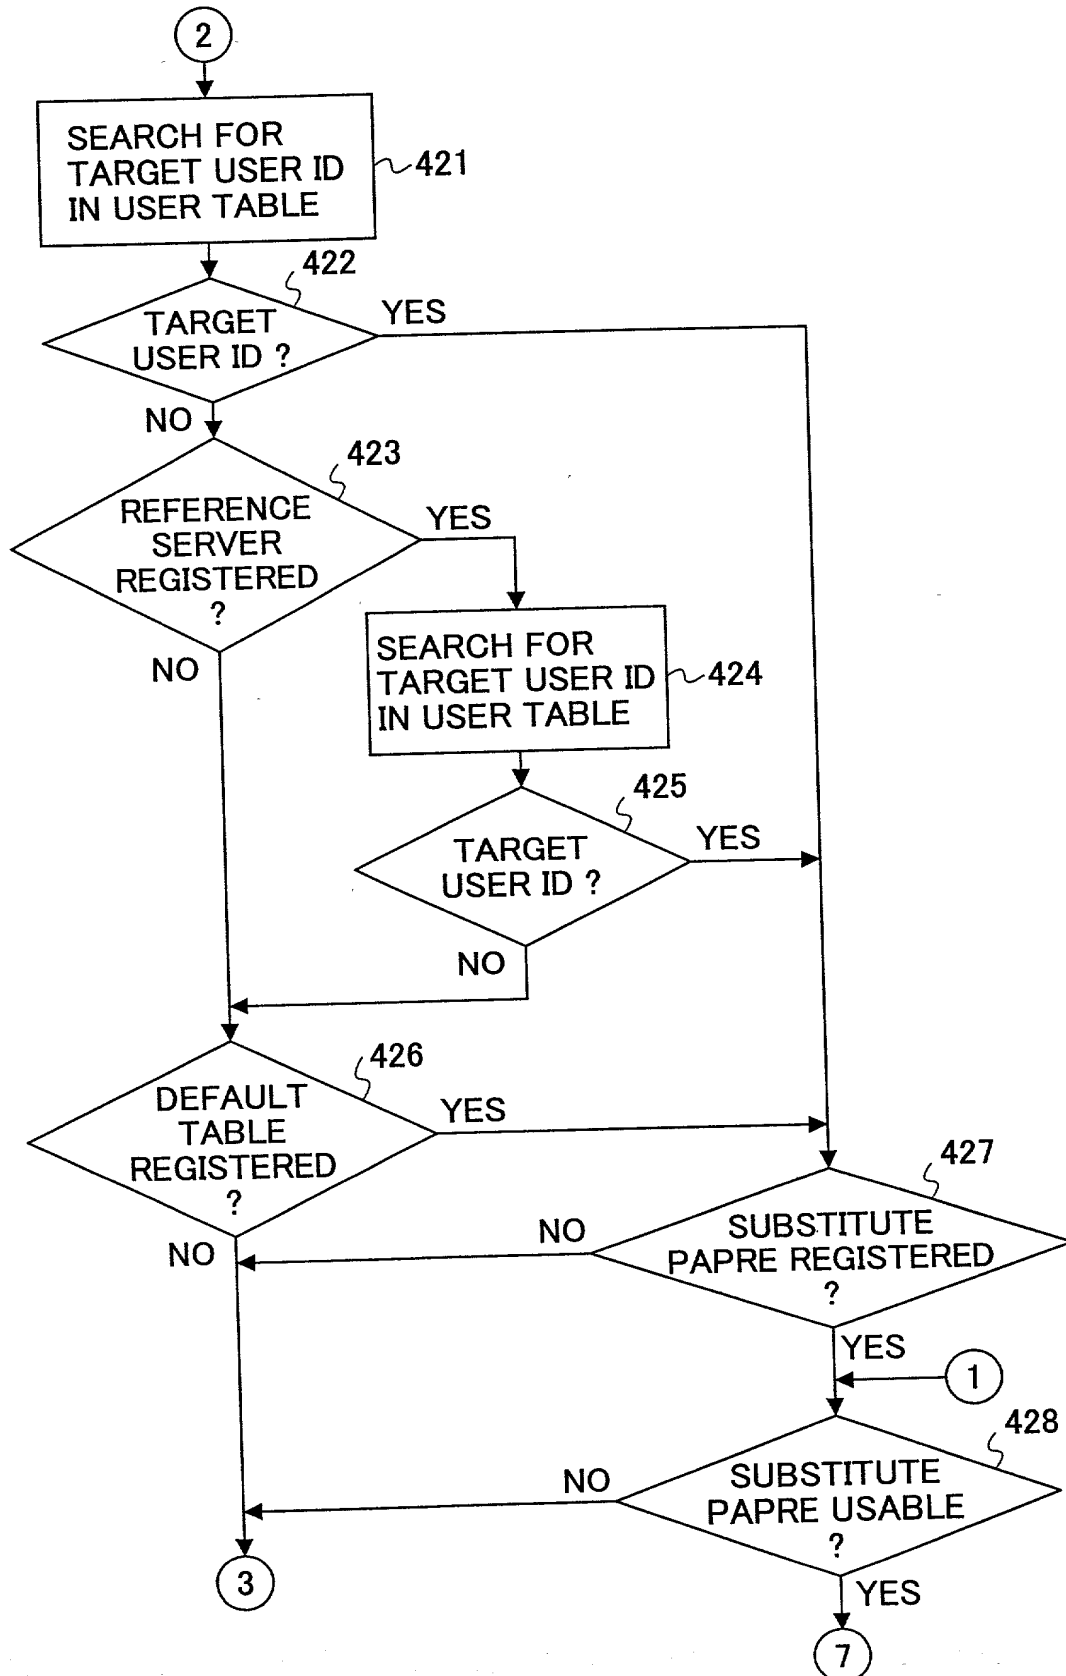 2
SEARCH FOR
TARGET USER ID
IN USER TABLE
421
422
TARGET
USER ID ?
YES
NO
423
REFERENCE
SERVER
REGISTERED
?
YES
NO
SEARCH FOR
TARGET USER ID
IN USER TABLE
424
425
TARGET
USER ID ?
YES
NO
426
DEFAULT
TABLE
REGISTERED
?
YES
NO
427
SUBSTITUTE
PAPRE REGISTERED
?
NO
YES
1
428
SUBSTITUTE
PAPRE USABLE
?
NO
YES
3
7